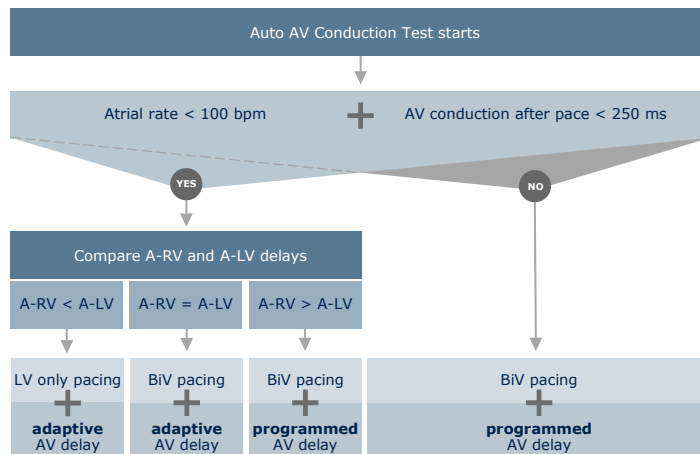 Auto AV Conduction Test starts
Atrial rate < 100 bpm + AV conduction after pace < 250 ms
YES
NO
Compare A-RV and A-LV delays
A-RV < A-LV
A-RV = A-LV
A-RV > A-LV
LV only pacing
+
adaptive
AV delay
BiV pacing
+
adaptive
AV delay
BiV pacing
+
programmed
AV delay
BiV pacing
+
programmed
AV delay